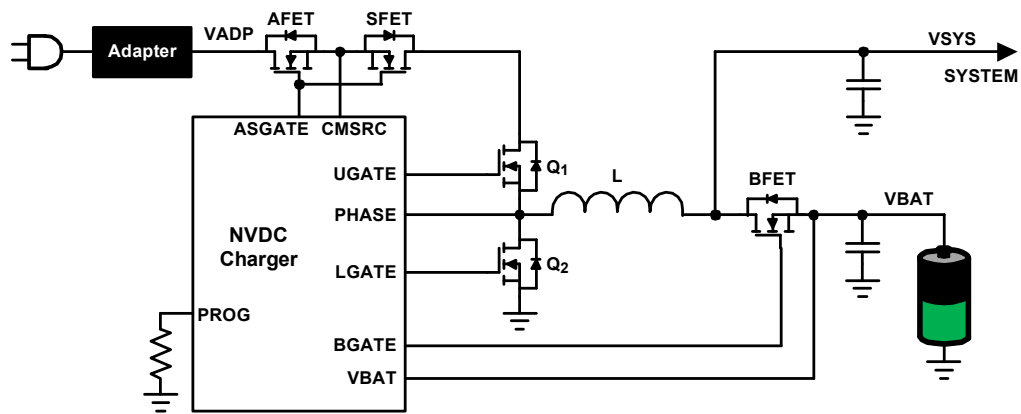 AFET
SFET
VADP
Adapter
VSYS
SYSTEM
ASGATE
CMSRC
UGATE
Q1
L
BFET
PHASE
VBAT
NVDC
Charger
LGATE
Q2
PROG
BGATE
VBAT